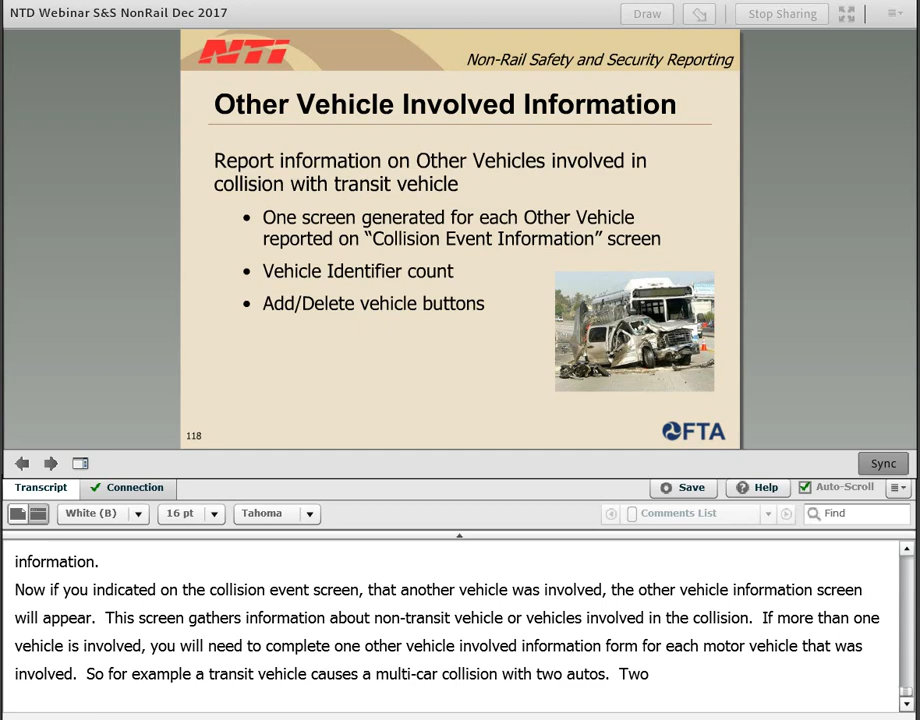 NTD Webinar S&S NonRail Dec 2017
Draw
Stop Sharing
NTI
Non-Rail Safety and Security Reporting
Other Vehicle Involved Information
Report information on Other Vehicles involved in
collision with transit vehicle
• One screen generated for each Other Vehicle
reported on “Collision Event Information” screen
• Vehicle Identifier count
• Add/Delete vehicle buttons
118
FTA
Sync
Transcript
Connection
Save
Help
Auto-Scroll
White (B)
16 pt
Tahoma
Comments List
Find
information.
Now if you indicated on the collision event screen, that another vehicle was involved, the other vehicle information screen
will appear.  This screen gathers information about non-transit vehicle or vehicles involved in the collision.  If more than one
vehicle is involved, you will need to complete one other vehicle involved information form for each motor vehicle that was
involved.  So for example a transit vehicle causes a multi-car collision with two autos.  Two